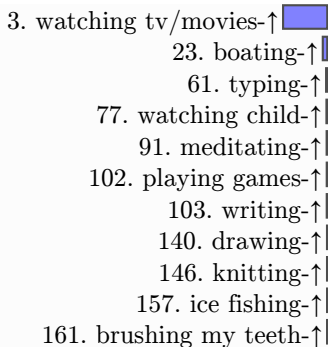 3. watching tv/movies-↑
23. boating-↑
61. typing-↑
77. watching child-↑
91. meditating-↑
102. playing games-↑
103. writing-↑
140. drawing-↑
146. knitting-↑
157. ice fishing-↑
161. brushing my teeth-↑